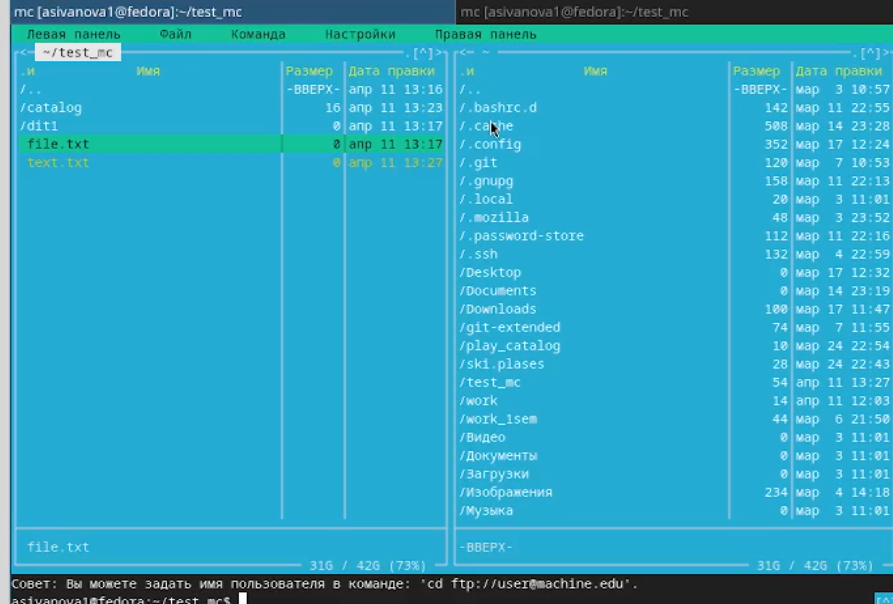 mc [asivanova1@fedora]:~/test_mc
mc [asivanova1@fedora]:~/test_mc
Левая панель Файл Команда Настройки Правая панель
<─ ~/test_mc .[^]>
.и Имя Размер Дата правки
/.. -ВВЕРХ- апр 11 13:16
/catalog 16 апр 11 13:23
/dit1 0 апр 11 13:17
file.txt 0 апр 11 13:17
text.txt 0 апр 11 13:27
file.txt
31G / 42G (73%)
<─ ~ .[^]>
.и Имя Размер Дата правки
/.. -ВВЕРХ- мар 3 10:57
/.bashrc.d 142 мар 11 22:55
/.cache 508 мар 14 23:28
/.config 352 мар 17 12:24
/.git 120 мар 7 10:53
/.gnupg 158 мар 11 22:13
/.local 20 мар 3 11:01
/.mozilla 48 мар 3 23:52
/.password-store 112 мар 11 22:16
/.ssh 132 мар 4 22:59
/Desktop 0 мар 17 12:32
/Documents 0 мар 14 23:19
/Downloads 100 мар 17 11:47
/git-extended 74 мар 7 11:55
/play_catalog 10 мар 24 22:54
/ski.plases 28 мар 24 22:43
/test_mc 54 апр 11 13:27
/work 14 апр 11 12:03
/work_1sem 44 мар 6 21:50
/Видео 0 мар 3 11:01
/Документы 0 мар 3 11:01
/Загрузки 0 мар 3 11:01
/Изображения 234 мар 4 14:18
/Музыка 0 мар 3 11:01
-ВВЕРХ-
31G / 42G (73%)
Совет: Вы можете задать имя пользователя в команде: 'cd ftp://user@machine.edu'.
asivanova1@fedora:~/test_mc$
[^